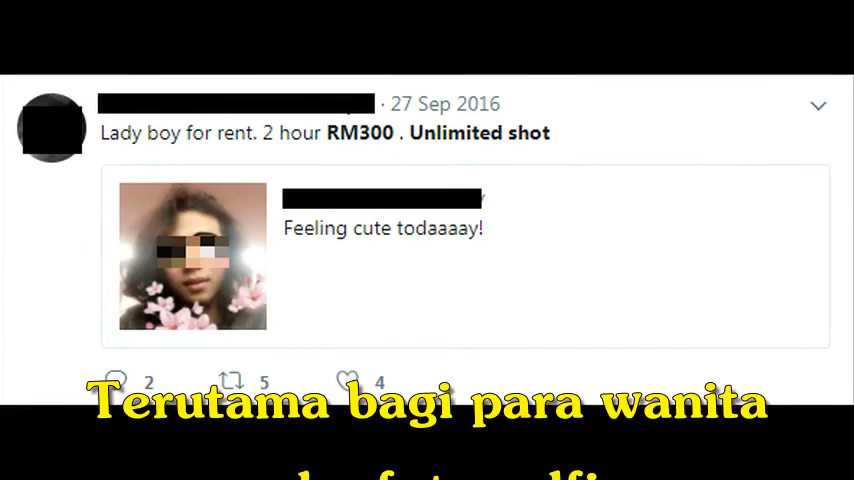 · 27 Sep 2016
Lady boy for rent. 2 hour RM300 . Unlimited shot
Feeling cute todaaaay!
2 5 4
Terutama bagi para wanita